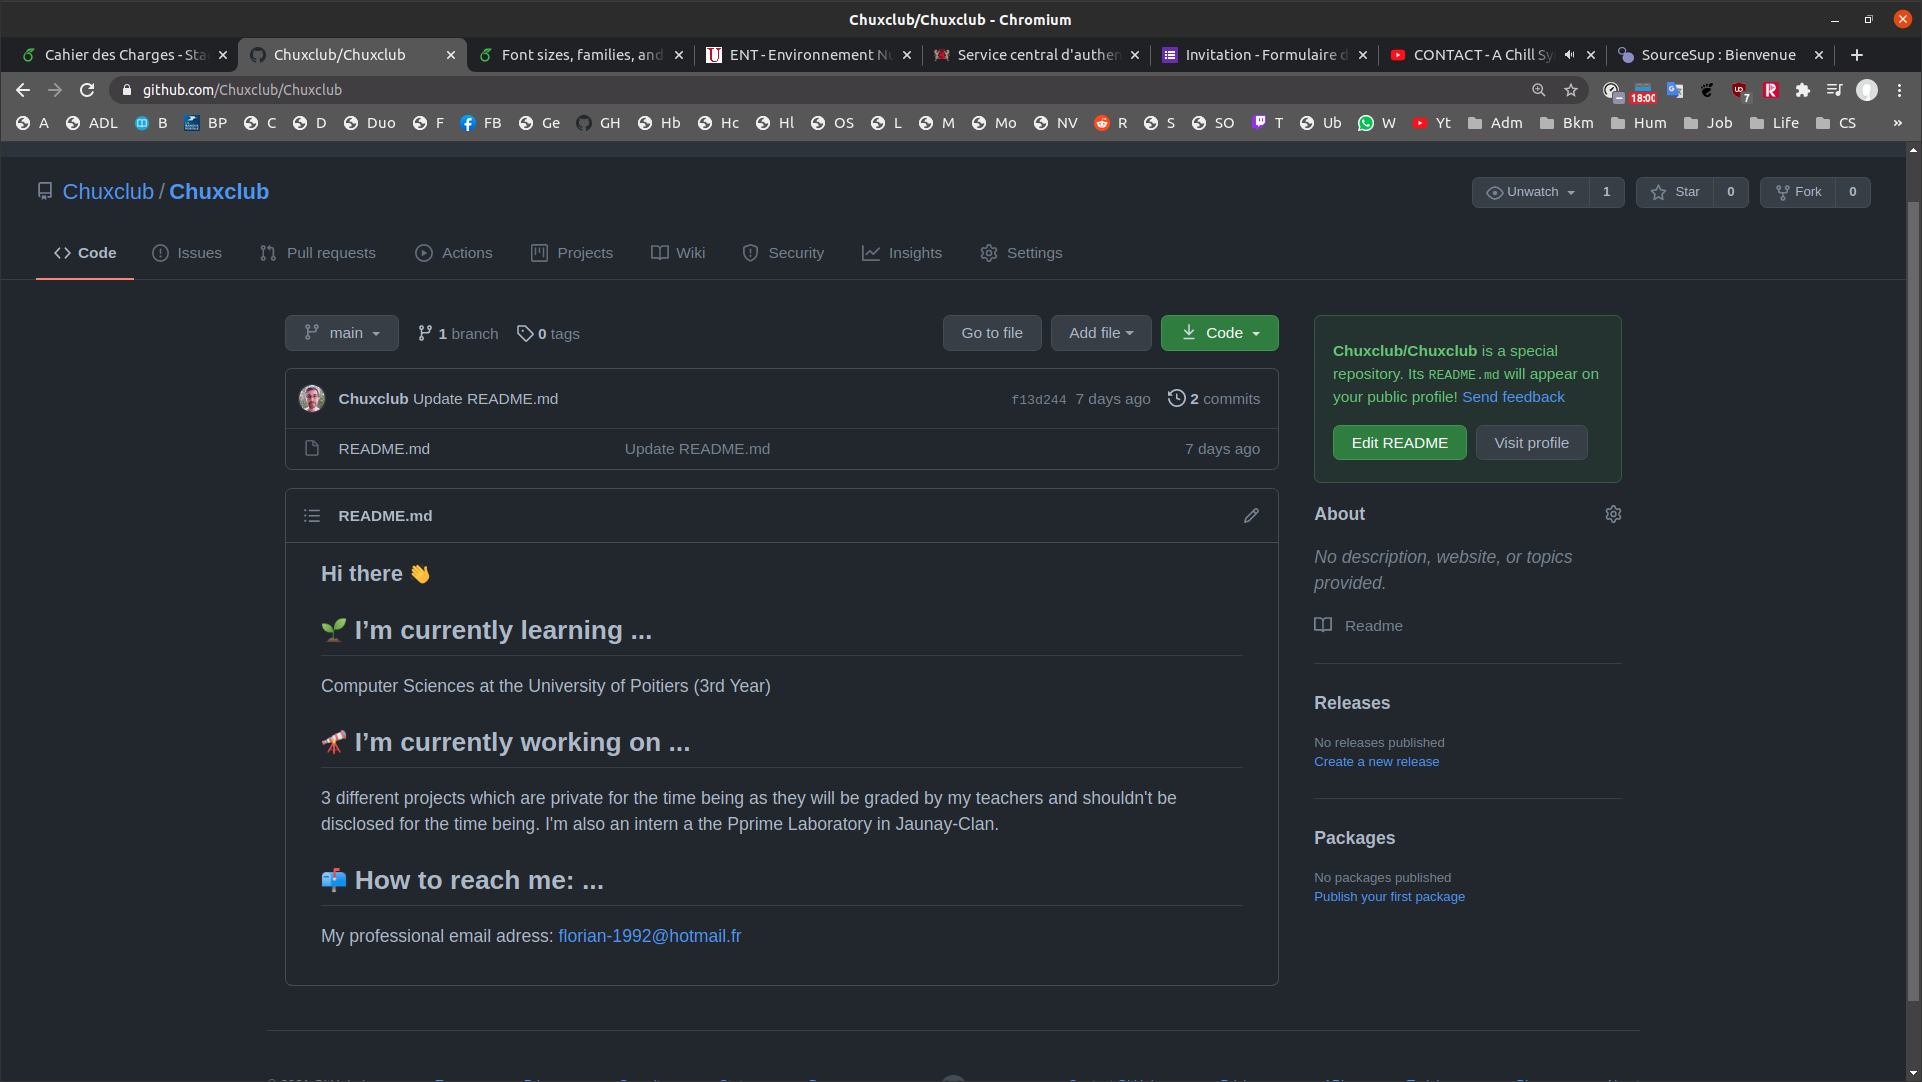 Chuxclub/Chuxclub - Chromium
Cahier des Charges - Sta
Chuxclub/Chuxclub
Font sizes, families, and
ENT - Environnement Nu
Service central d'authen
Invitation - Formulaire d
CONTACT - A Chill Sy
SourceSup : Bienvenue
github.com/Chuxclub/Chuxclub
18:00
7
A ADL B BP C D Duo F FB Ge GH Hb Hc Hl OS L M Mo NV R S SO T Ub W Yt Adm Bkm Hum Job Life CS »
Chuxclub / Chuxclub
Unwatch 1 Star 0 Fork 0
Code Issues Pull requests Actions Projects Wiki Security Insights Settings
main 1 branch 0 tags Go to file Add file Code
Chuxclub Update README.md f13d244 7 days ago 2 commits
README.md Update README.md 7 days ago
README.md
Hi there 👋
🌱 I’m currently learning ...
Computer Sciences at the University of Poitiers (3rd Year)
🔭 I’m currently working on ...
3 different projects which are private for the time being as they will be graded by my teachers and shouldn't be
disclosed for the time being. I'm also an intern a the Pprime Laboratory in Jaunay-Clan.
📫 How to reach me: ...
My professional email adress: florian-1992@hotmail.fr
Chuxclub/Chuxclub is a special
repository. Its README.md will appear on
your public profile! Send feedback
Edit README Visit profile
About
No description, website, or topics
provided.
Readme
Releases
No releases published
Create a new release
Packages
No packages published
Publish your first package